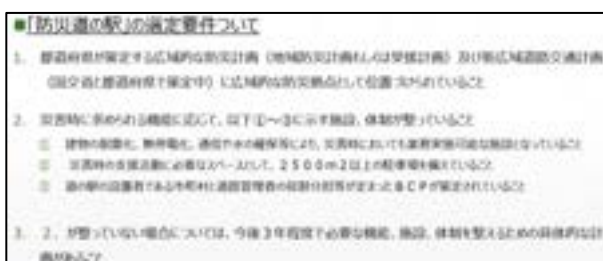 ■「防災道の駅」の選定要件ついて
1. 都道府県が策定する広域的な防災計画（地域防災計画もしくは受援計画）及び新広域道路交通計画
（国交省と都道府県で策定中）に広域的な防災拠点として位置づけられていること
2. 災害時に求められる機能に応じて、以下①～③に示す施設、体制が整っていること
① 建物の耐震化、無停電化、通信や水の確保等により、災害時においても業務実施可能な施設となっていること
② 災害時の支援活動に必要なスペースとして、２５００m２以上の駐車場を備えていること
③ 道の駅の設置者である市町村と道路管理者の役割分担等が定まったＢＣＰが策定されていること
3. 2．が整っていない場合については、今後３年程度で必要な機能、施設、体制を整えるための具体的な計
画があること